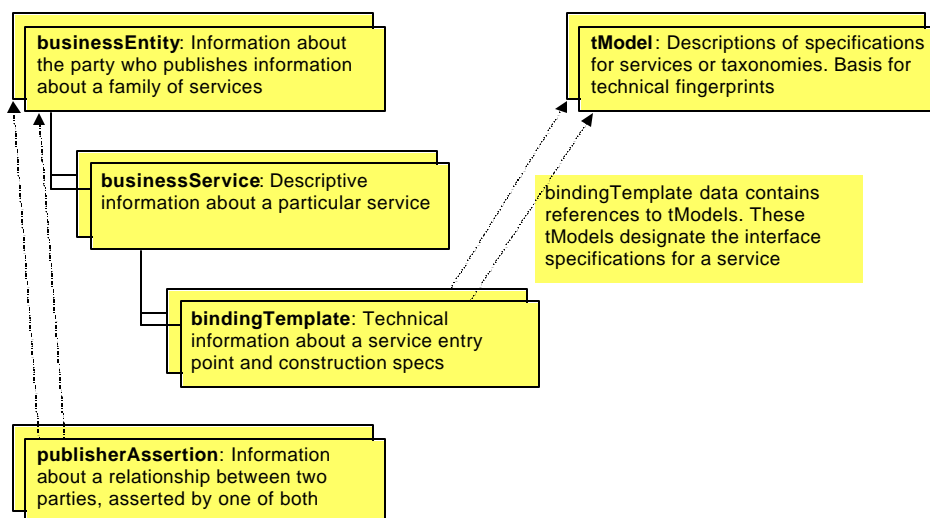 businessEntity: Information about
the party who publishes information
about a family of services
tModel: Descriptions of specifications
for services or taxonomies. Basis for
technical fingerprints
businessService: Descriptive
information about a particular service
bindingTemplate data contains
references to tModels. These
tModels designate the interface
specifications for a service
bindingTemplate: Technical
information about a service entry
point and construction specs
publisherAssertion: Information
about a relationship between two
parties, asserted by one of both